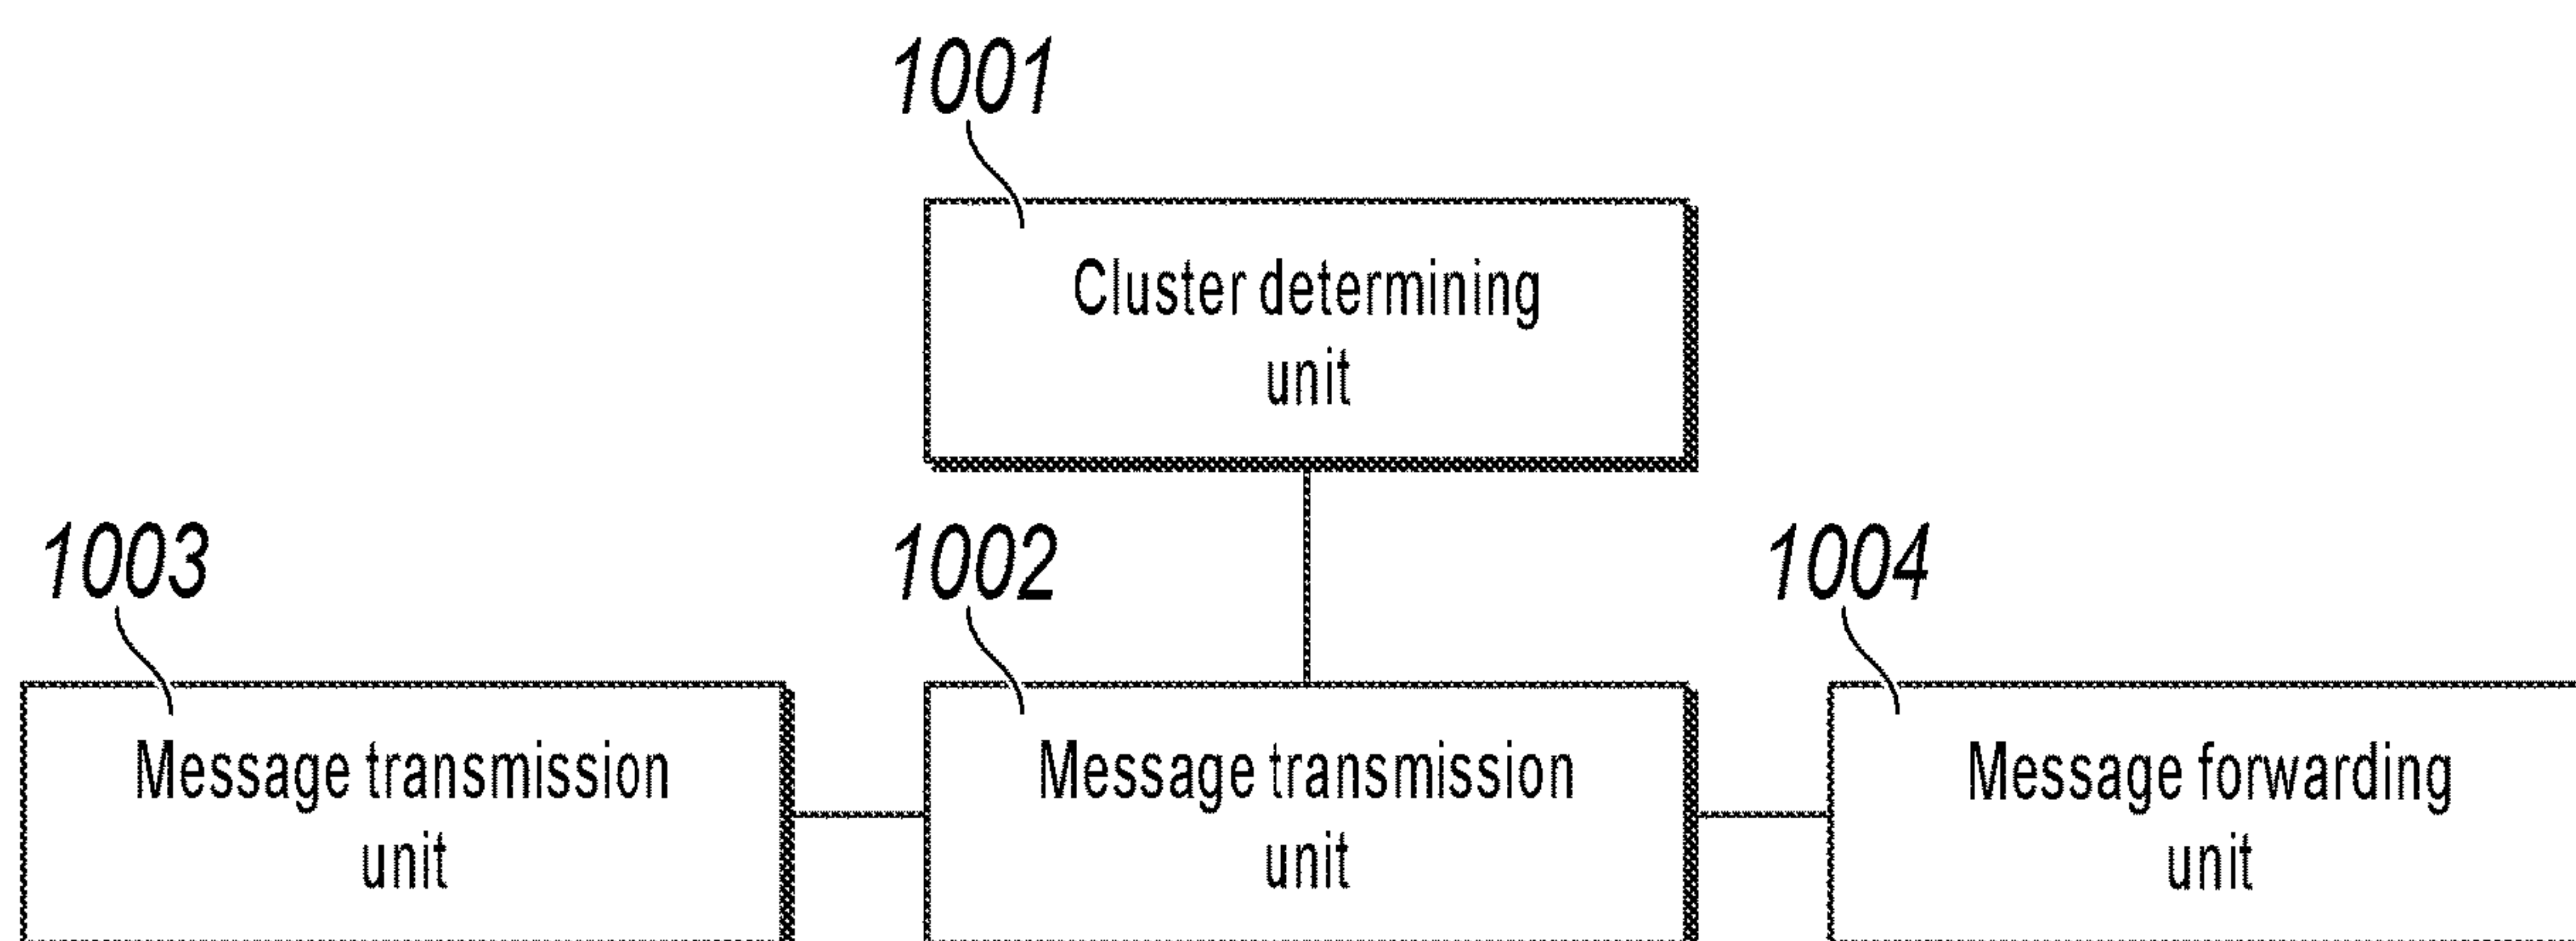 1001
Cluster determining
unit
1003
1002
1004
Message transmission
unit
Message transmission
unit
Message forwarding
unit